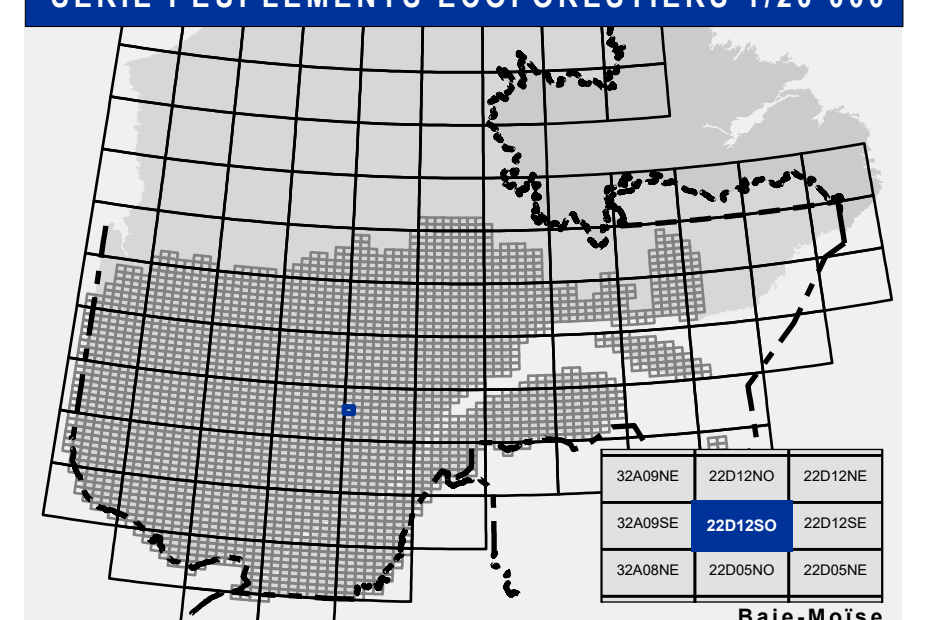 SÉRIE PEUPLEMENTS ÉCOFORESTIERS 1/20 000
32A09NE 22D12NO 22D12NE
32A09SE 22D12SO 22D12SE
32A08NE 22D05NO 22D05NE
Baie-Moïse